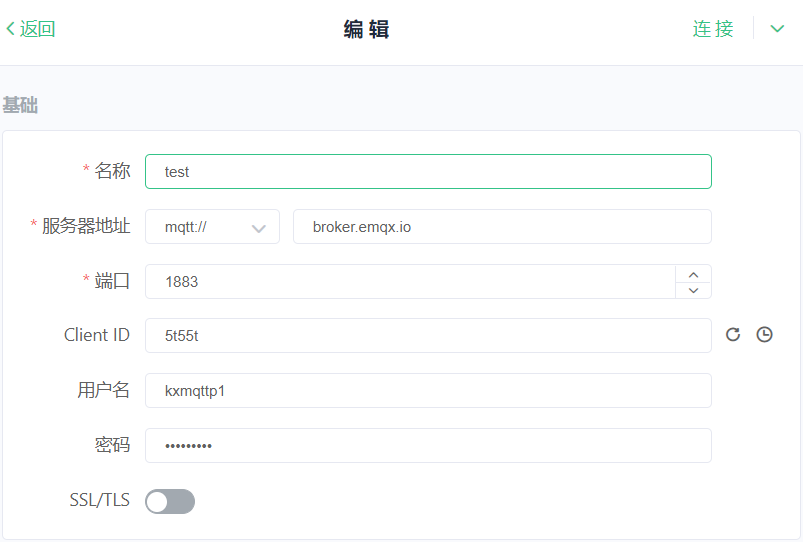 返回 编 辑 连 接
基础
* 名称 test
* 服务器地址 mqtt:// broker.emqx.io
* 端口 1883
Client ID 5t55t
用户名 kxmqttp1
密码 •••••••••
SSL/TLS